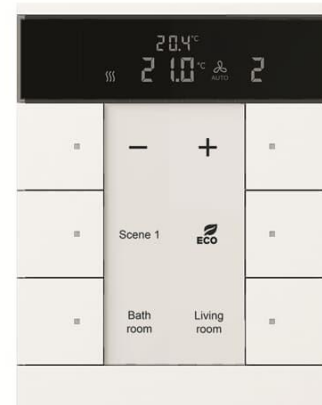 20.4°C
21.0°C AUTO 2
− +
Scene 1 ECO
Bath room
Living room